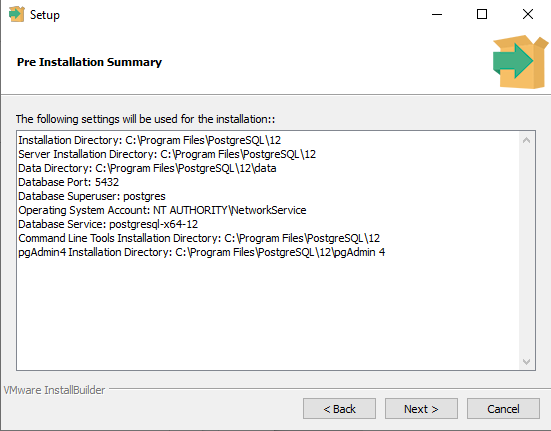 Setup
Pre Installation Summary
The following settings will be used for the installation::
Installation Directory: C:\Program Files\PostgreSQL\12
Server Installation Directory: C:\Program Files\PostgreSQL\12
Data Directory: C:\Program Files\PostgreSQL\12\data
Database Port: 5432
Database Superuser: postgres
Operating System Account: NT AUTHORITY\NetworkService
Database Service: postgresql-x64-12
Command Line Tools Installation Directory: C:\Program Files\PostgreSQL\12
pgAdmin4 Installation Directory: C:\Program Files\PostgreSQL\12\pgAdmin 4
VMware InstallBuilder
< Back Next > Cancel